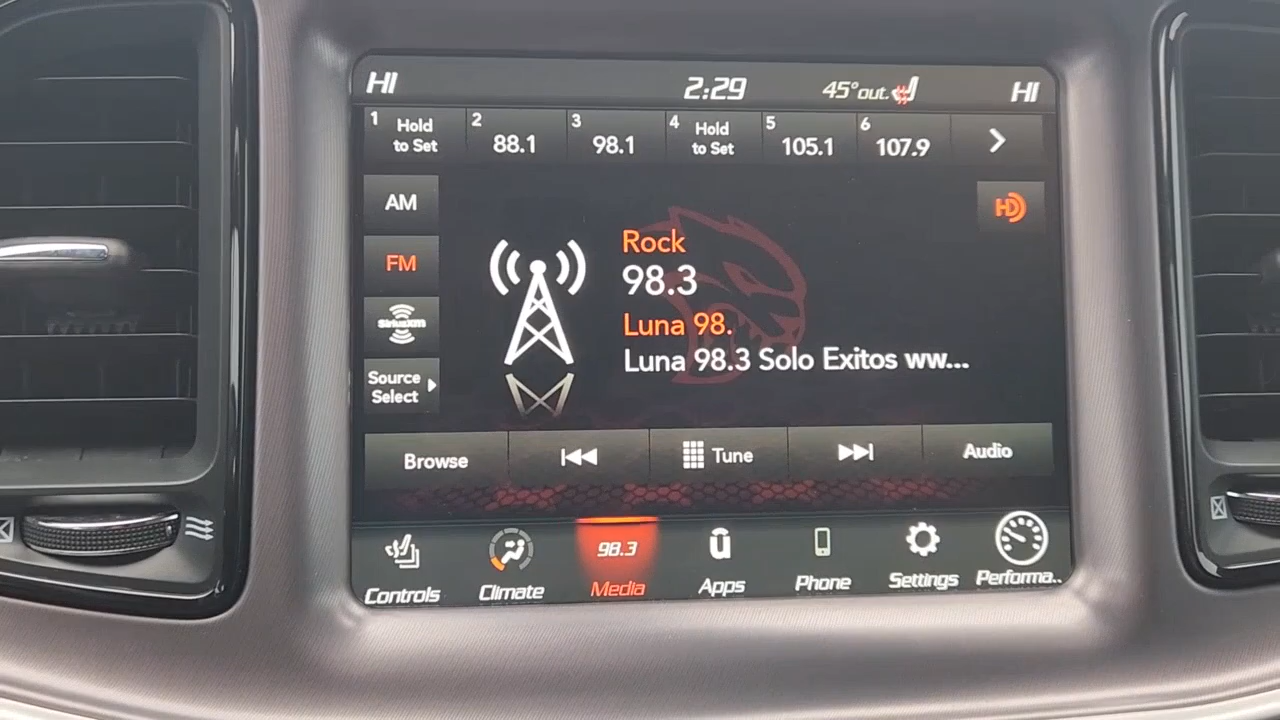 HI 2:29 45°out. HI
1 Hold to Set 2 88.1 3 98.1 4 Hold to Set 5 105.1 6 107.9
AM
HD
FM
SiriusXM
Source Select
Rock
98.3
Luna 98.
Luna 98.3 Solo Exitos ww...
Browse Tune Audio
98.3
Controls Climate Media Apps Phone Settings Performa..